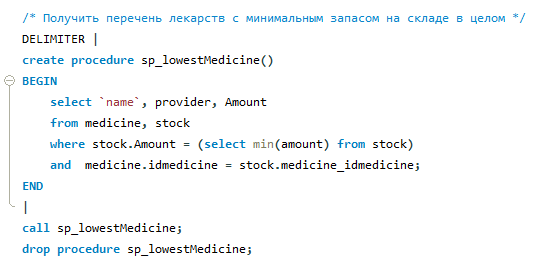 /* Получить перечень лекарств с минимальным запасом на складе в целом */
DELIMITER |
create procedure sp_lowestMedicine()
BEGIN
select `name`, provider, Amount
from medicine, stock
where stock.Amount = (select min(amount) from stock)
and  medicine.idmedicine = stock.medicine_idmedicine;
END
|
call sp_lowestMedicine;
drop procedure sp_lowestMedicine;